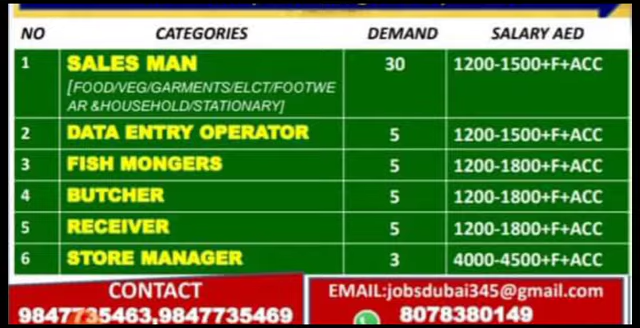 NO CATEGORIES DEMAND SALARY AED
1 SALES MAN 30 1200-1500+F+ACC
[FOOD/VEG/GARMENTS/ELCT/FOOTWE
AR &HOUSEHOLD/STATIONARY]
2 DATA ENTRY OPERATOR 5 1200-1500+F+ACC
3 FISH MONGERS 5 1200-1800+F+ACC
4 BUTCHER 5 1200-1800+F+ACC
5 RECEIVER 5 1200-1800+F+ACC
6 STORE MANAGER 3 4000-4500+F+ACC
CONTACT
9847735463,9847735469
EMAIL:jobsdubai345@gmail.com
8078380149